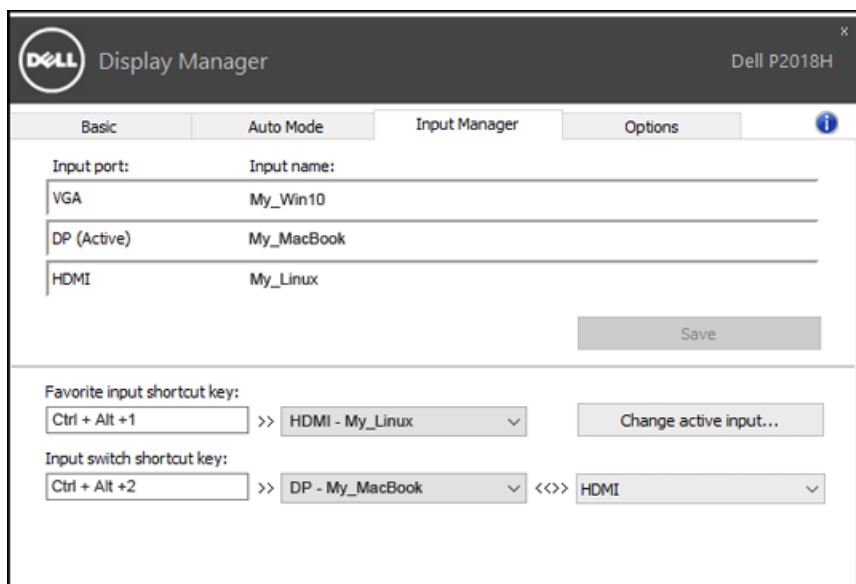 x
DELL Display Manager Dell P2018H
Basic Auto Mode Input Manager Options i
Input port: Input name:
VGA My_Win10
DP (Active) My_MacBook
HDMI My_Linux
Save
Favorite input shortcut key:
Ctrl + Alt +1 >> HDMI - My_Linux Change active input...
Input switch shortcut key:
Ctrl + Alt +2 >> DP - My_MacBook <<>> HDMI